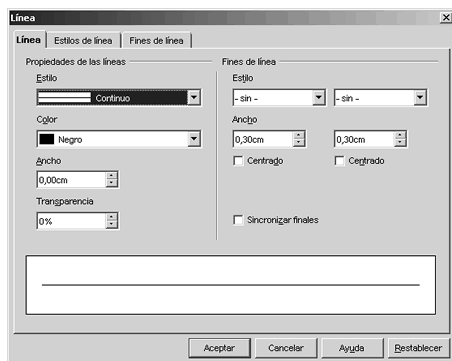 Línea
Línea Estilos de línea Fines de línea
Propiedades de las líneas Fines de línea
Estilo Estilo
Continuo - sin - - sin -
Color Ancho
Negro 0,30cm 0,30cm
Ancho Centrado Centrado
0,00cm
Transparencia
0% Sincronizar finales
Aceptar Cancelar Ayuda Restablecer